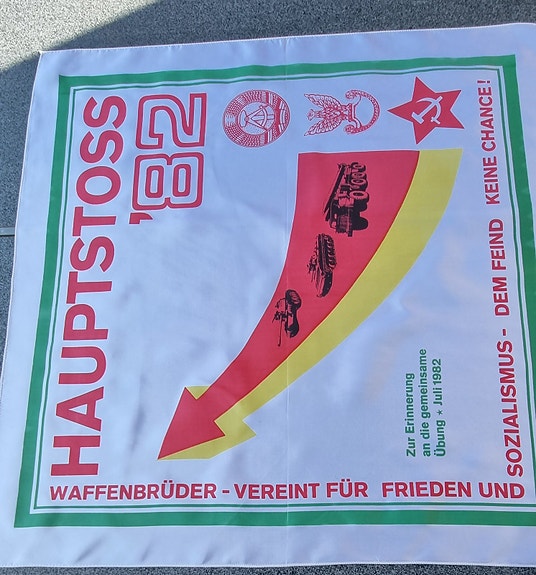 HAUPTSTOSS
'82
WAFFENBRÜDER - VEREINT FÜR FRIEDEN UND
SOZIALISMUS - DEM FEIND KEINE CHANCE!
Zur Erinnerung
an die gemeinsame
Übung ★ Juli 1982